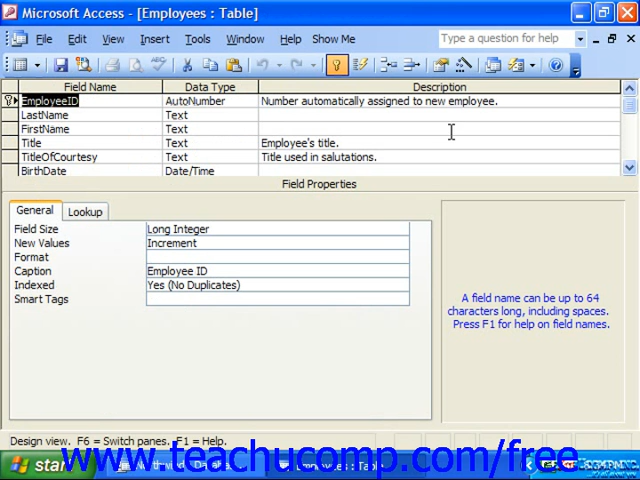 Microsoft Access - [Employees : Table]
File Edit View Insert Tools Window Help Show Me Type a question for help
Field Name Data Type Description
EmployeeID AutoNumber Number automatically assigned to new employee.
LastName Text
FirstName Text
Title Text Employee's title.
TitleOfCourtesy Text Title used in salutations.
BirthDate Date/Time
Field Properties
General Lookup
Field Size Long Integer
New Values Increment
Format
Caption Employee ID
Indexed Yes (No Duplicates)
Smart Tags
A field name can be up to 64
characters long, including spaces.
Press F1 for help on field names.
Design view. F6 = Switch panes. F1 = Help.
www.teachucomp.com/free
start Employees : Table